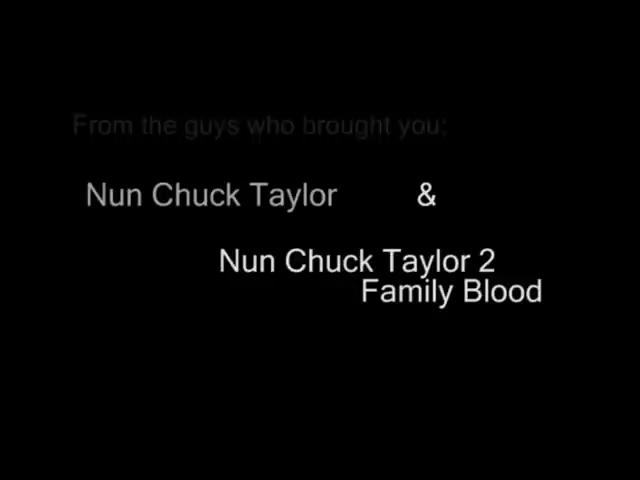 From the guys who brought you:
Nun Chuck Taylor &
Nun Chuck Taylor 2
Family Blood